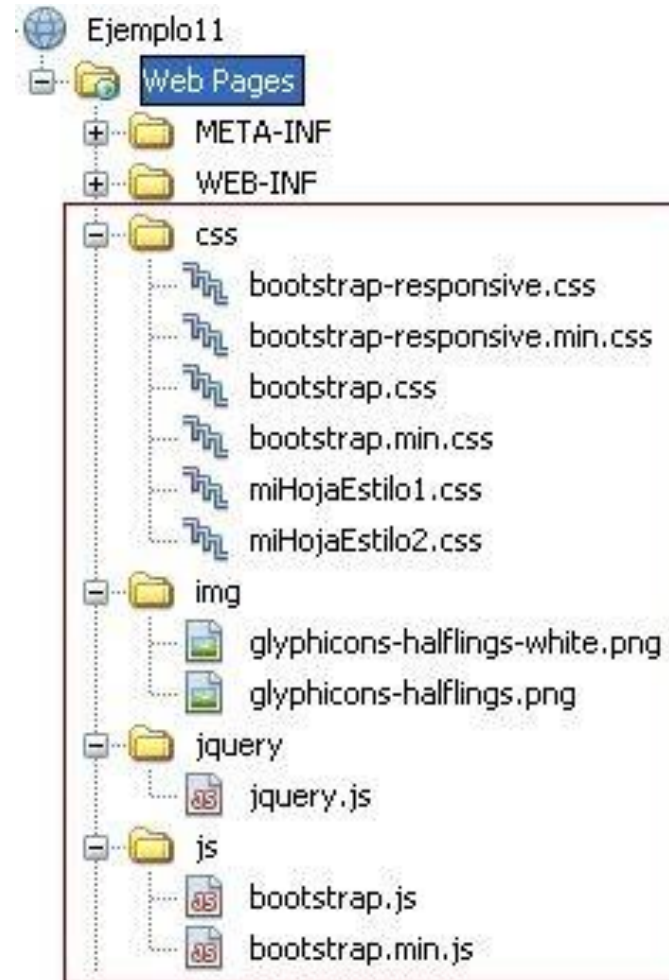 Ejemplo11
Web Pages
META-INF
WEB-INF
css
bootstrap-responsive.css
bootstrap-responsive.min.css
bootstrap.css
bootstrap.min.css
miHojaEstilo1.css
miHojaEstilo2.css
img
glyphicons-halflings-white.png
glyphicons-halflings.png
jquery
jquery.js
js
bootstrap.js
bootstrap.min.js